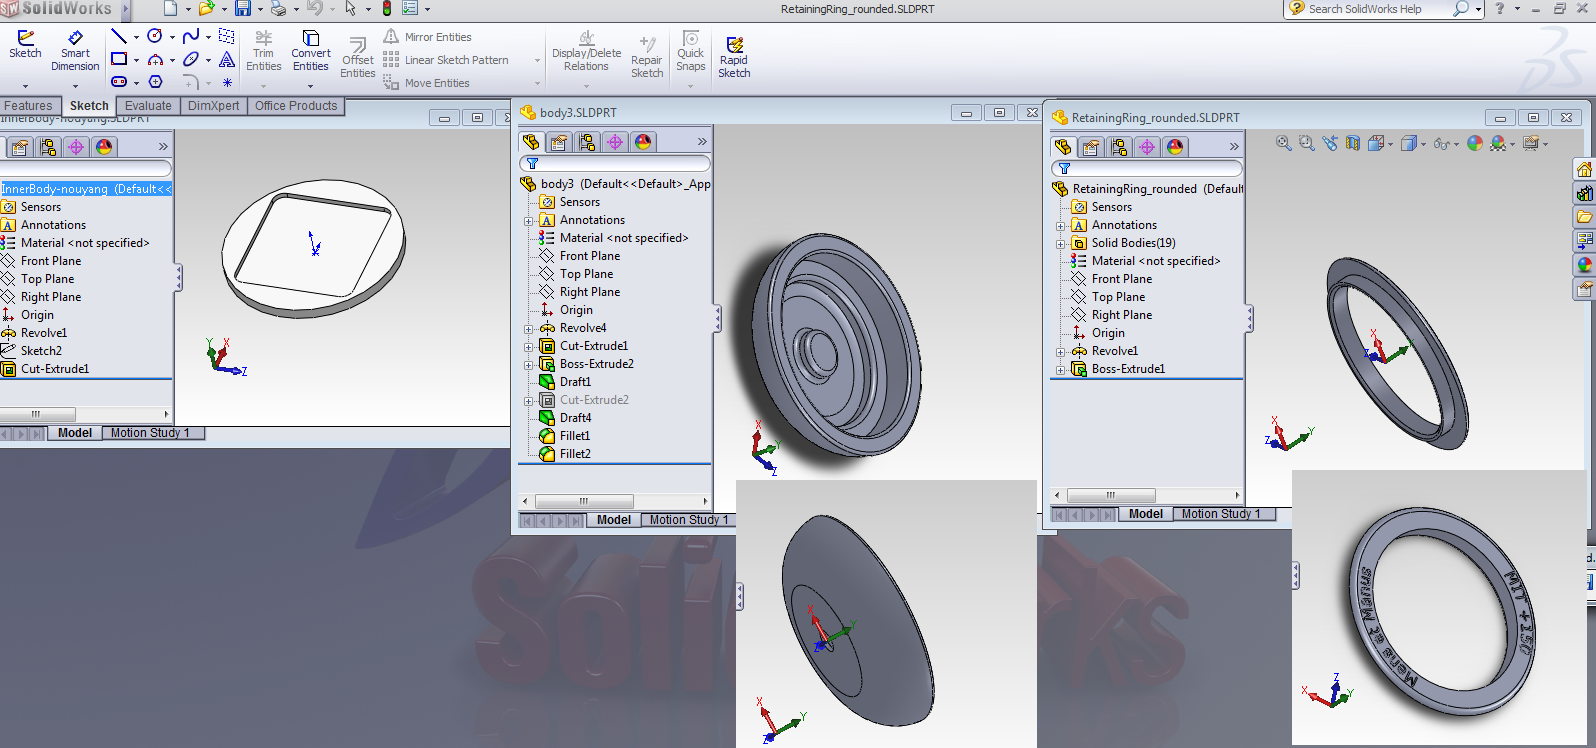 SolidWorks
RetainingRing_rounded.SLDPRT
Search SolidWorks Help
?
Sketch
Smart Dimension
Trim Entities
Convert Entities
Offset Entities
Mirror Entities
Linear Sketch Pattern
Move Entities
Display/Delete Relations
Repair Sketch
Quick Snaps
Rapid Sketch
Features
Sketch
Evaluate
DimXpert
Office Products
InnerBody-nouyang.SLDPRT
InnerBody-nouyang (Default<<
Sensors
Annotations
Material <not specified>
Front Plane
Top Plane
Right Plane
Origin
Revolve1
Sketch2
Cut-Extrude1
Model
Motion Study 1
body3.SLDPRT
body3 (Default<<Default>_App
Sensors
Annotations
Material <not specified>
Front Plane
Top Plane
Right Plane
Origin
Revolve4
Cut-Extrude1
Boss-Extrude2
Draft1
Cut-Extrude2
Draft4
Fillet1
Fillet2
Model
Motion Study 1
RetainingRing_rounded.SLDPRT
RetainingRing_rounded (Default
Sensors
Annotations
Solid Bodies(19)
Material <not specified>
Front Plane
Top Plane
Right Plane
Origin
Revolve1
Boss-Extrude1
Model
Motion Study 1
Mens et Manus
MIT +150